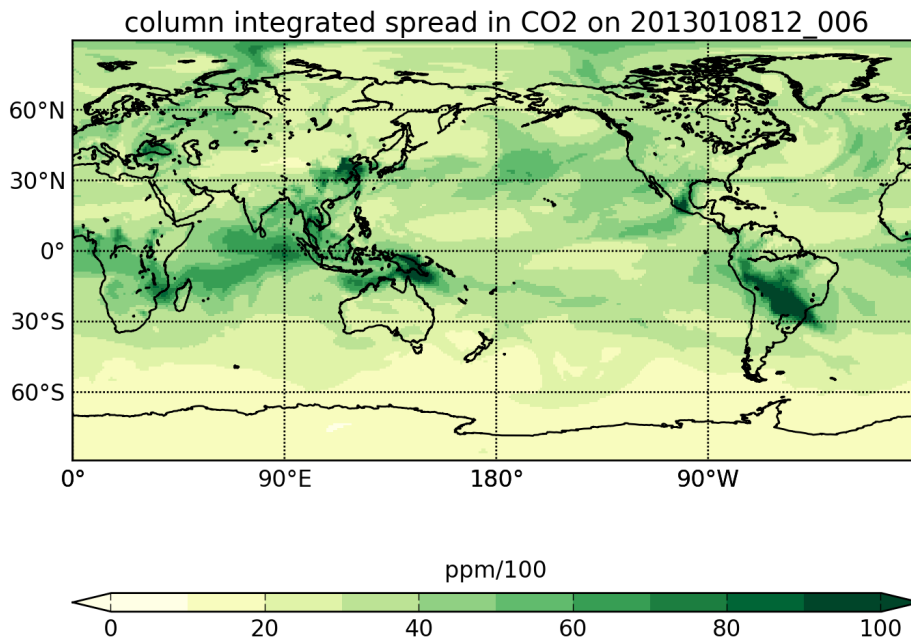 column integrated spread in CO2 on 2013010812_006
60°N
30°N
0°
30°S
60°S
0° 90°E 180° 90°W
ppm/100
0 20 40 60 80 100